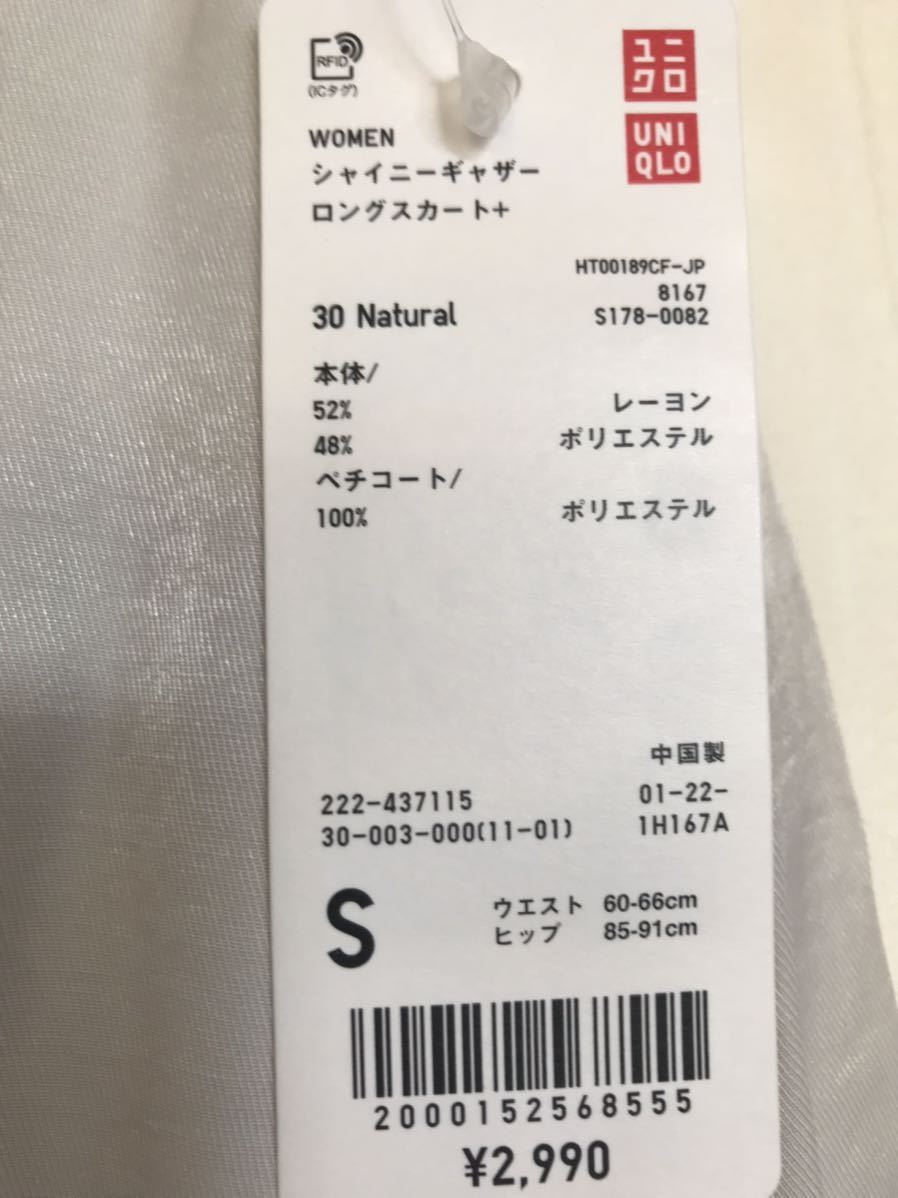 RFID
(ICタグ)
ユニ
クロ
UNI
QLO
WOMEN
シャイニーギャザー
ロングスカート+
HT00189CF-JP
8167
30 Natural
S178-0082
本体/
52% レーヨン
48% ポリエステル
ペチコート/
100% ポリエステル
中国製
222-437115 01-22-
30-003-000(11-01) 1H167A
S
ウエスト 60-66cm
ヒップ 85-91cm
2000152568555
¥2,990